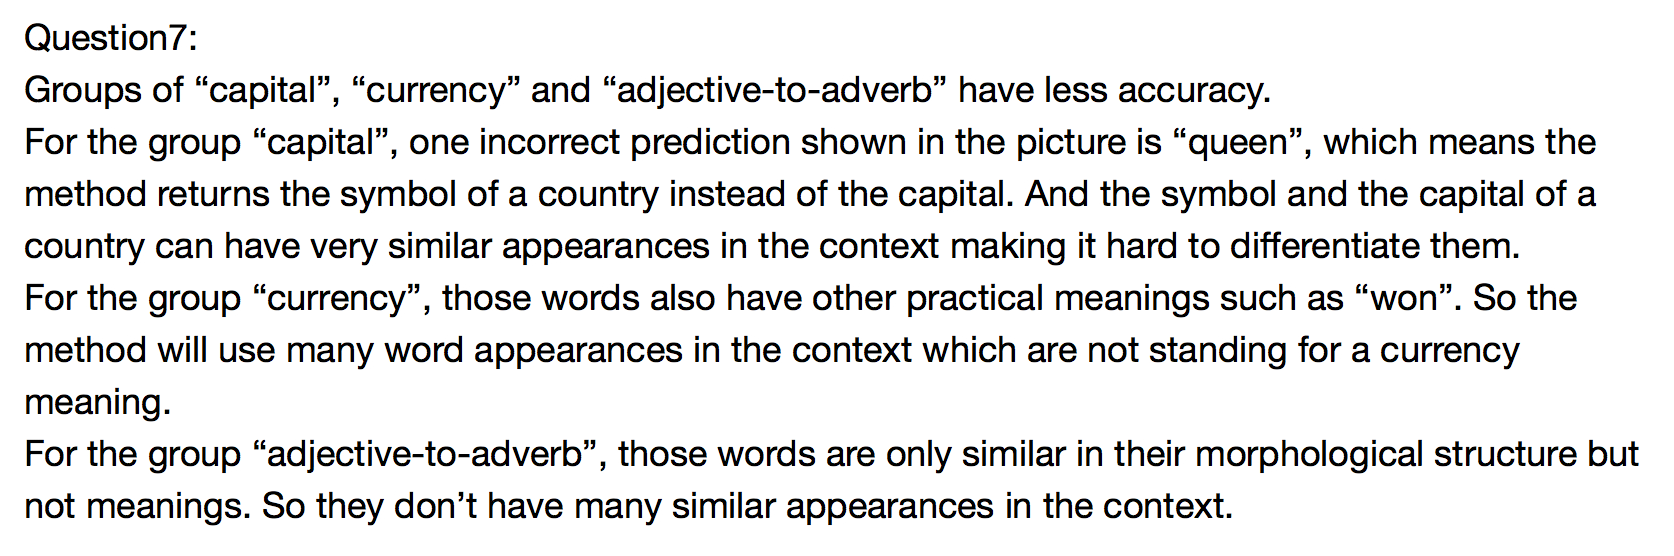 Question7:
Groups of “capital”, “currency” and “adjective-to-adverb” have less accuracy.
For the group “capital”, one incorrect prediction shown in the picture is “queen”, which means the
method returns the symbol of a country instead of the capital. And the symbol and the capital of a
country can have very similar appearances in the context making it hard to differentiate them.
For the group “currency”, those words also have other practical meanings such as “won”. So the
method will use many word appearances in the context which are not standing for a currency
meaning.
For the group “adjective-to-adverb”, those words are only similar in their morphological structure but
not meanings. So they don’t have many similar appearances in the context.